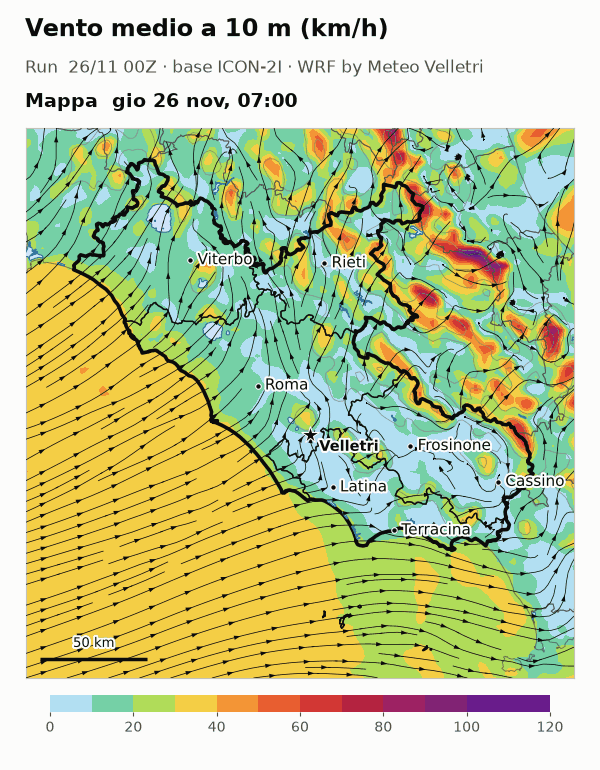 Vento medio a 10 m (km/h)
Run 26/11 00Z · base ICON-2I · WRF by Meteo Velletri
Mappa gio 26 nov, 07:00
Viterbo
Rieti
Roma
Velletri
Frosinone
Latina
Cassino
Terracina
50 km
0 20 40 60 80 100 120